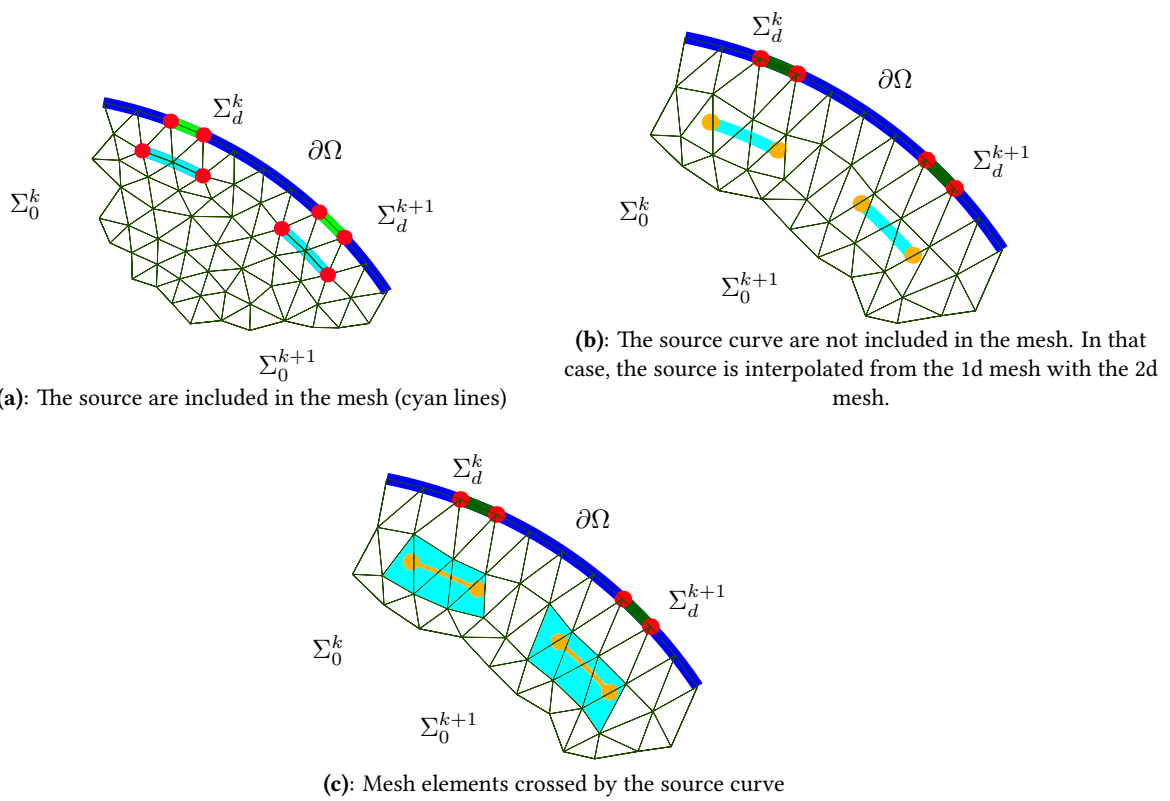 Σ_d^k
∂Ω
Σ_d^{k+1}
Σ_0^k
Σ_0^{k+1}
(a): The source are included in the mesh (cyan lines)
Σ_d^k
∂Ω
Σ_d^{k+1}
Σ_0^k
Σ_0^{k+1}
(b): The source curve are not included in the mesh. In that
case, the source is interpolated from the 1d mesh with the 2d
mesh.
Σ_d^k
∂Ω
Σ_d^{k+1}
Σ_0^k
Σ_0^{k+1}
(c): Mesh elements crossed by the source curve